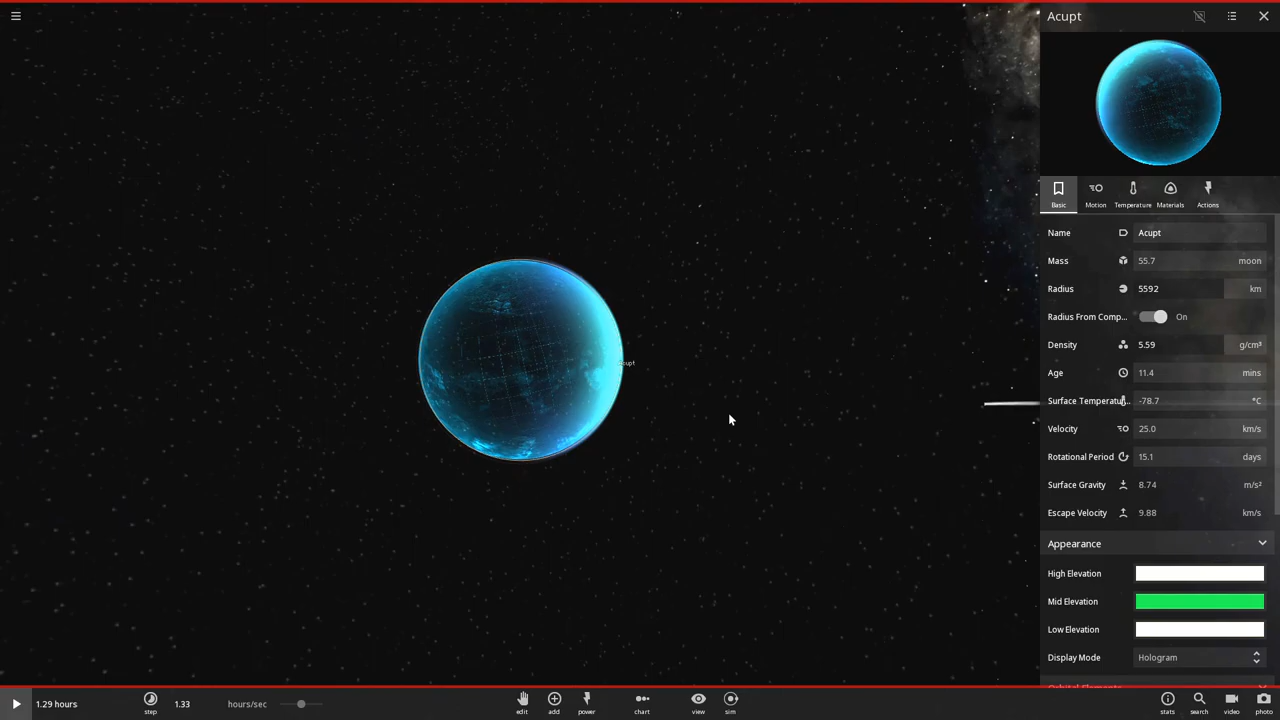 Acupt
Basic
Motion
Temperature
Materials
Actions
Name Acupt
Mass 55.7 moon
Radius 5592 km
Radius From Comp... On
Density 5.59 g/cm³
Age 11.4 mins
Surface Temperatu... -78.7 °C
Velocity 25.0 km/s
Rotational Period 15.1 days
Surface Gravity 8.74 m/s²
Escape Velocity 9.88 km/s
Appearance
High Elevation
Mid Elevation
Low Elevation
Display Mode Hologram
Orbital Elements
Acupt
1.29 hours
step
1.33 hours/sec
edit
add
power
chart
view
sim
stats
search
video
photo